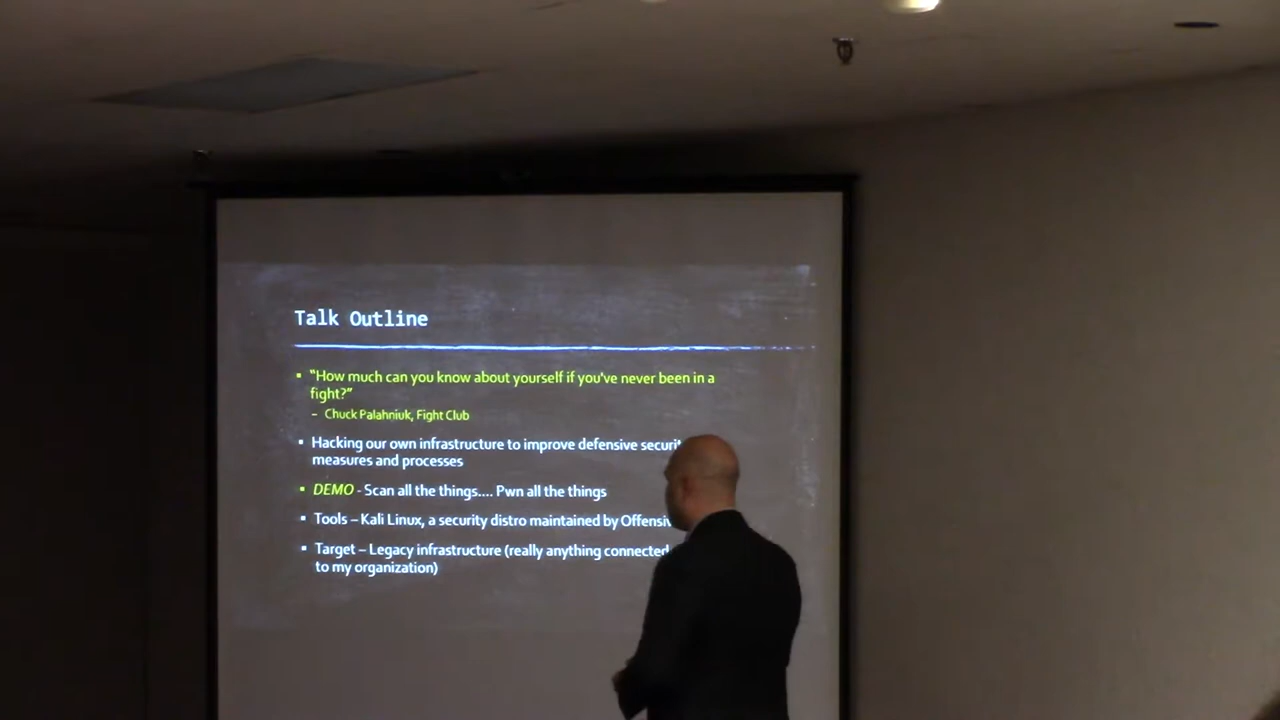 Talk Outline
▪ "How much can you know about yourself if you've never been in a
fight?"
– Chuck Palahniuk, Fight Club
▪ Hacking our own infrastructure to improve defensive
measures and processes
▪ DEMO - Scan all the things.... Pwn all the things
▪ Tools – Kali Linux, a security distro maintained by
▪ Target – Legacy infrastructure (really anything connected
to my organization)